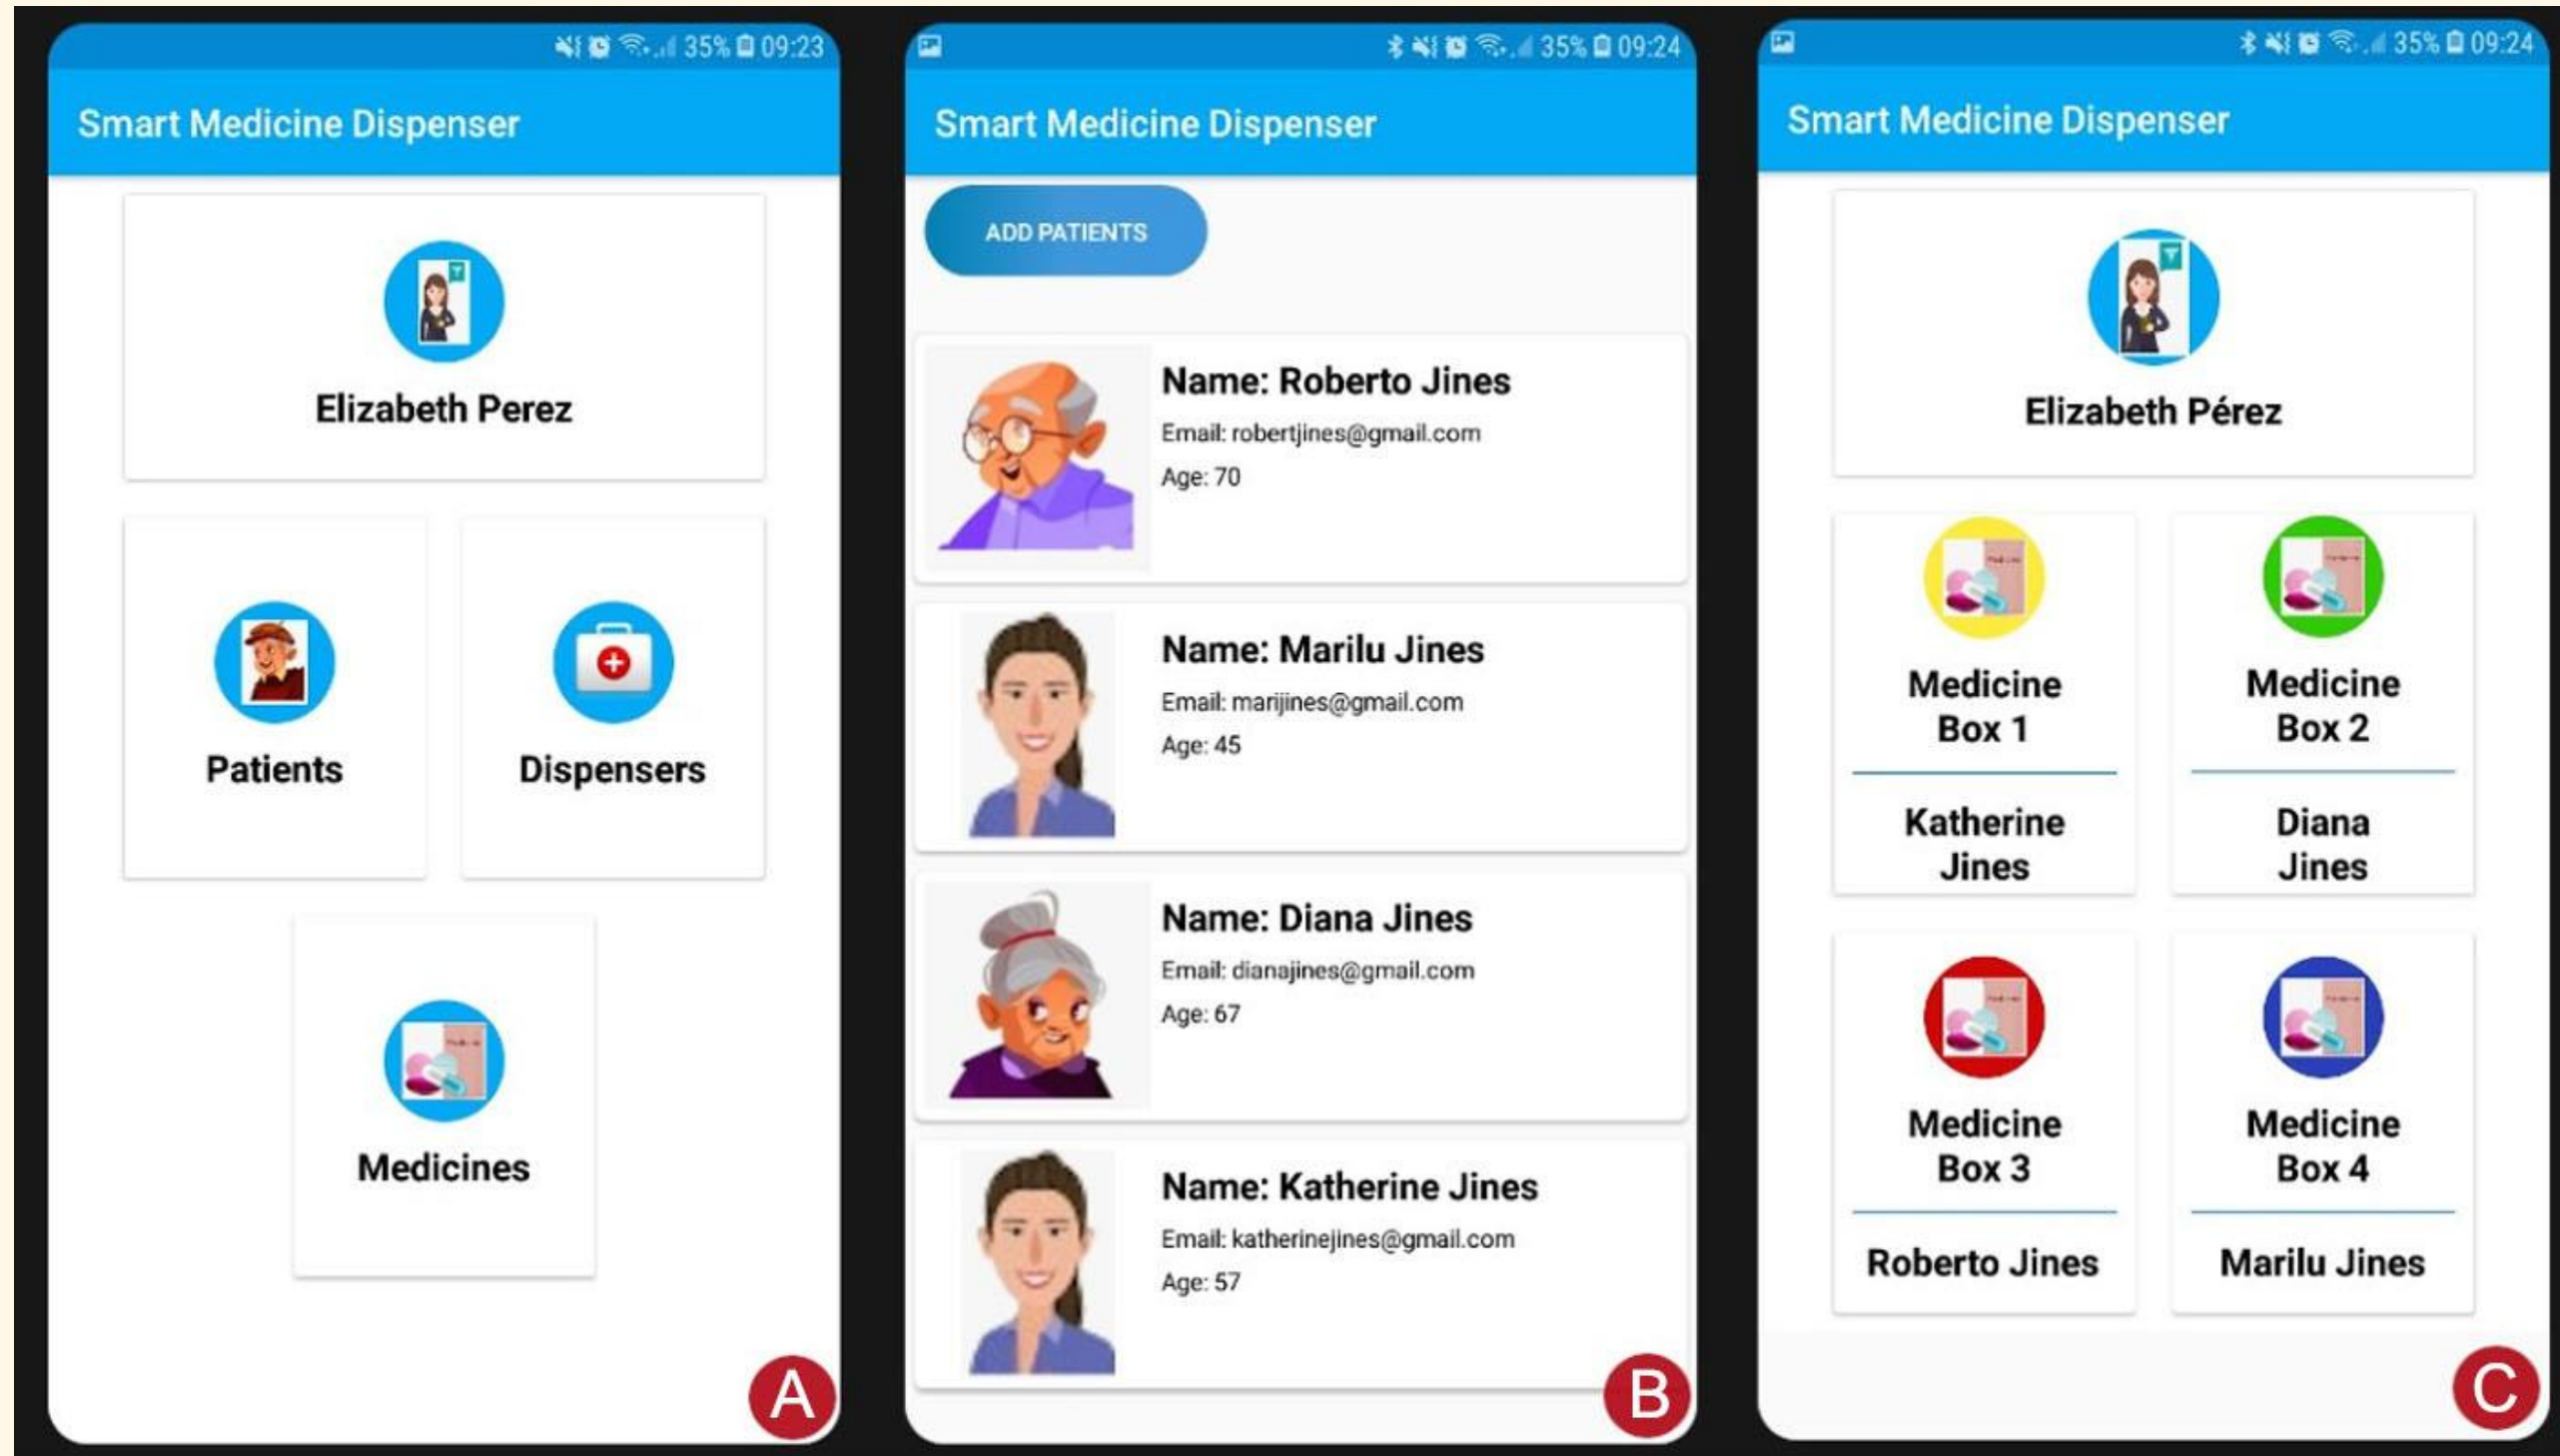 35% 09:23
Smart Medicine Dispenser
Elizabeth Perez
Patients
Dispensers
Medicines
A
35% 09:24
Smart Medicine Dispenser
ADD PATIENTS
Name: Roberto Jines
Email: robertjines@gmail.com
Age: 70
Name: Marilu Jines
Email: marijines@gmail.com
Age: 45
Name: Diana Jines
Email: dianajines@gmail.com
Age: 67
Name: Katherine Jines
Email: katherinejines@gmail.com
Age: 57
B
35% 09:24
Smart Medicine Dispenser
Elizabeth Pérez
Medicine
Box 1
Katherine
Jines
Medicine
Box 2
Diana
Jines
Medicine
Box 3
Roberto Jines
Medicine
Box 4
Marilu Jines
C